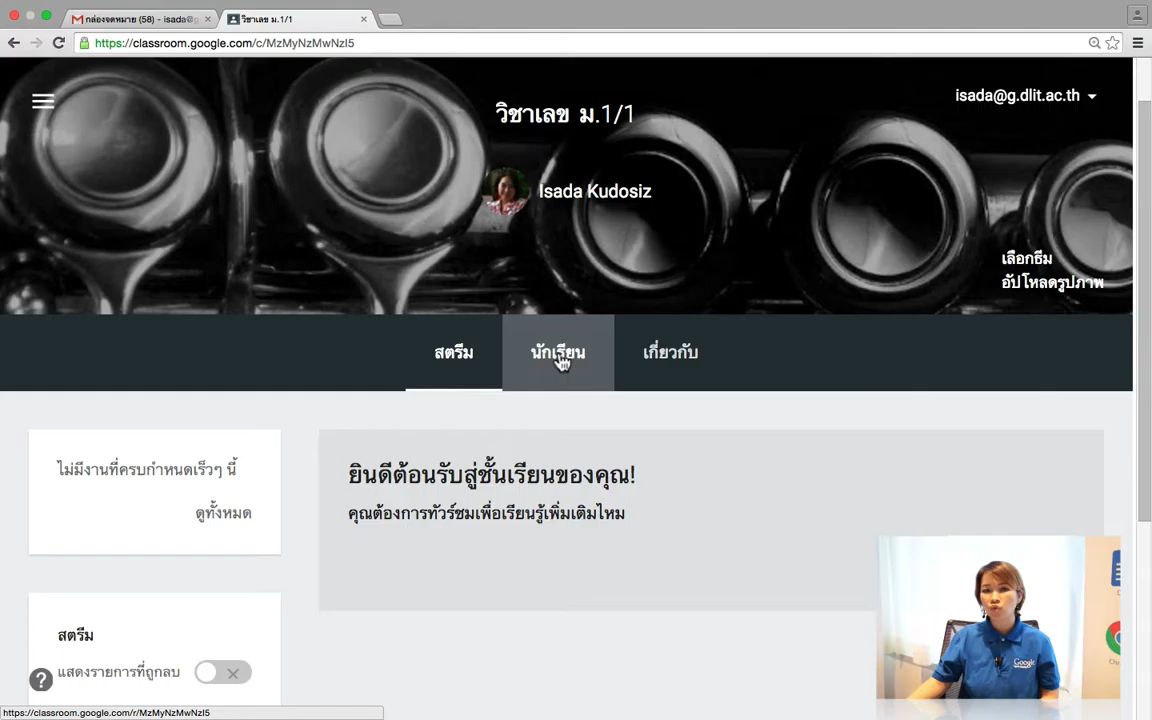 กล่องจดหมาย (58) - isada@g
วิชาเลข ม.1/1
https://classroom.google.com/c/MzMyNzMwNzI5
วิชาเลข ม.1/1
isada@g.dlit.ac.th
Isada Kudosiz
เลือกธีม
อัปโหลดรูปภาพ
สตรีม
นักเรียน
เกี่ยวกับ
ไม่มีงานที่ครบกำหนดเร็วๆ นี้
ดูทั้งหมด
ยินดีต้อนรับสู่ชั้นเรียนของคุณ!
คุณต้องการทัวร์ชมเพื่อเรียนรู้เพิ่มเติมไหม
สตรีม
แสดงรายการที่ถูกลบ
?
Google
https://classroom.google.com/r/MzMyNzMwNzI5